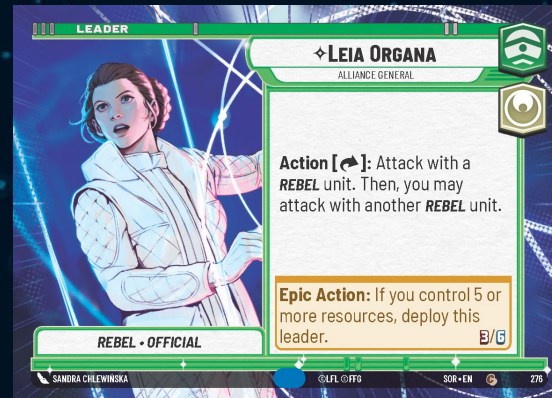 LEADER
LEIA ORGANA
ALLIANCE GENERAL
Action [ ]: Attack with a
REBEL unit. Then, you may
attack with another REBEL unit.
Epic Action: If you control 5 or
more resources, deploy this
leader.
3/6
REBEL • OFFICIAL
SANDRA CHLEWIŃSKA
©LFL ©FFG
SOR • EN
C
276